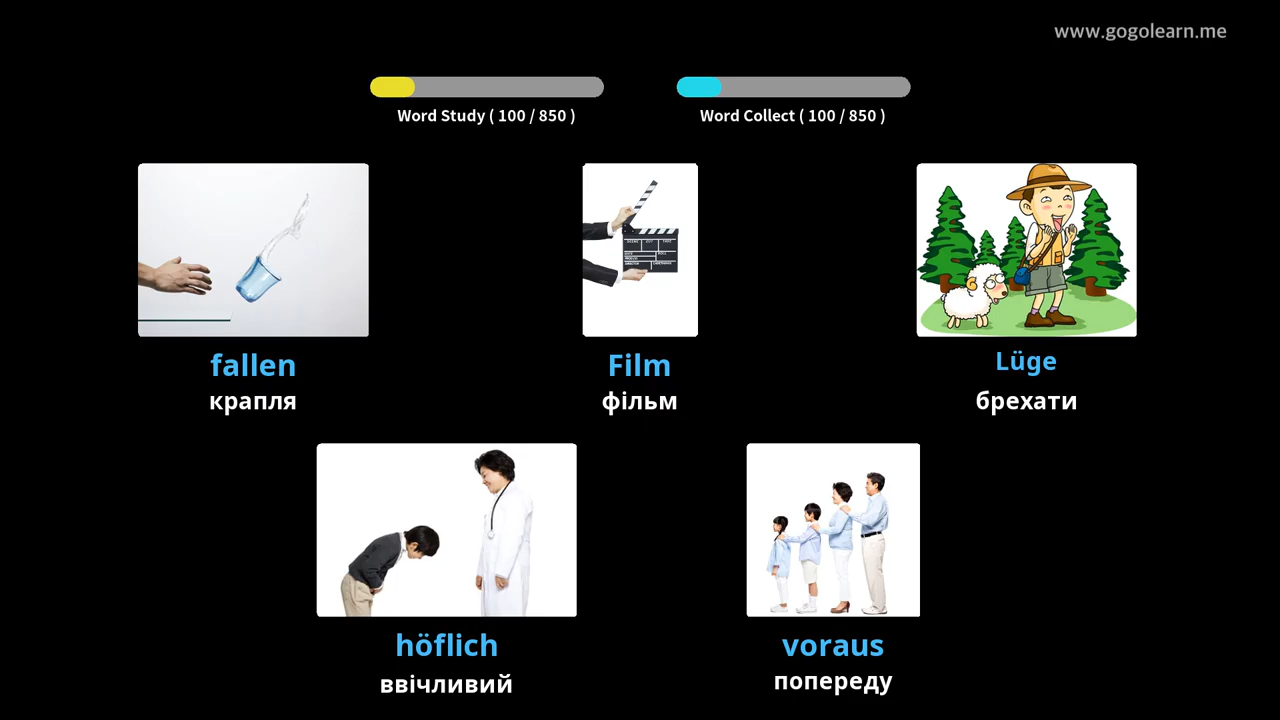 www.gogolearn.me
Word Study ( 100 / 850 )
Word Collect ( 100 / 850 )
fallen
крапля
Film
фільм
Lüge
брехати
höflich
ввічливий
voraus
попереду